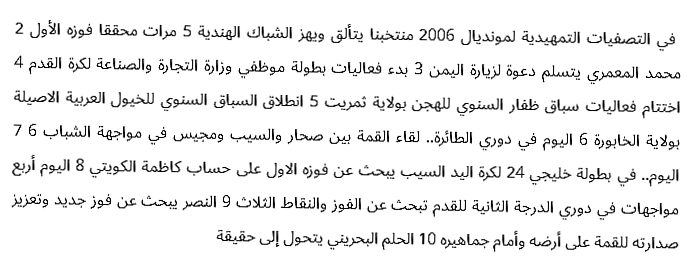 في التصفيات التمهيدية لمونديال 2006 منتخبنا يتألق ويهز الشباك الهندية 5 مرات محققا فوزه الأول 2
محمد المعمري يتسلم دعوة لزيارة اليمن 3 بدء فعاليات بطولة موظفي وزارة التجارة والصناعة لكرة القدم 4
اختتام فعاليات سباق ظفار السنوي للهجن بولاية ثمريت 5 انطلاق السباق السنوي للخيول العربية الاصيلة
بولاية الخابورة 6 اليوم في دوري الطائرة.. لقاء القمة بين صحار والسيب ومجيس في مواجهة الشباب 6 7
اليوم.. في بطولة خليجي 24 لكرة اليد السيب يبحث عن فوزه الاول على حساب كاظمة الكويتي 8 اليوم أربع
مواجهات في دوري الدرجة الثانية للقدم تبحث عن الفوز والنقاط الثلاث 9 النصر يبحث عن فوز جديد وتعزيز
صدارته للقمة على أرضه وأمام جماهيره 10 الحلم البحريني يتحول إلى حقيقة